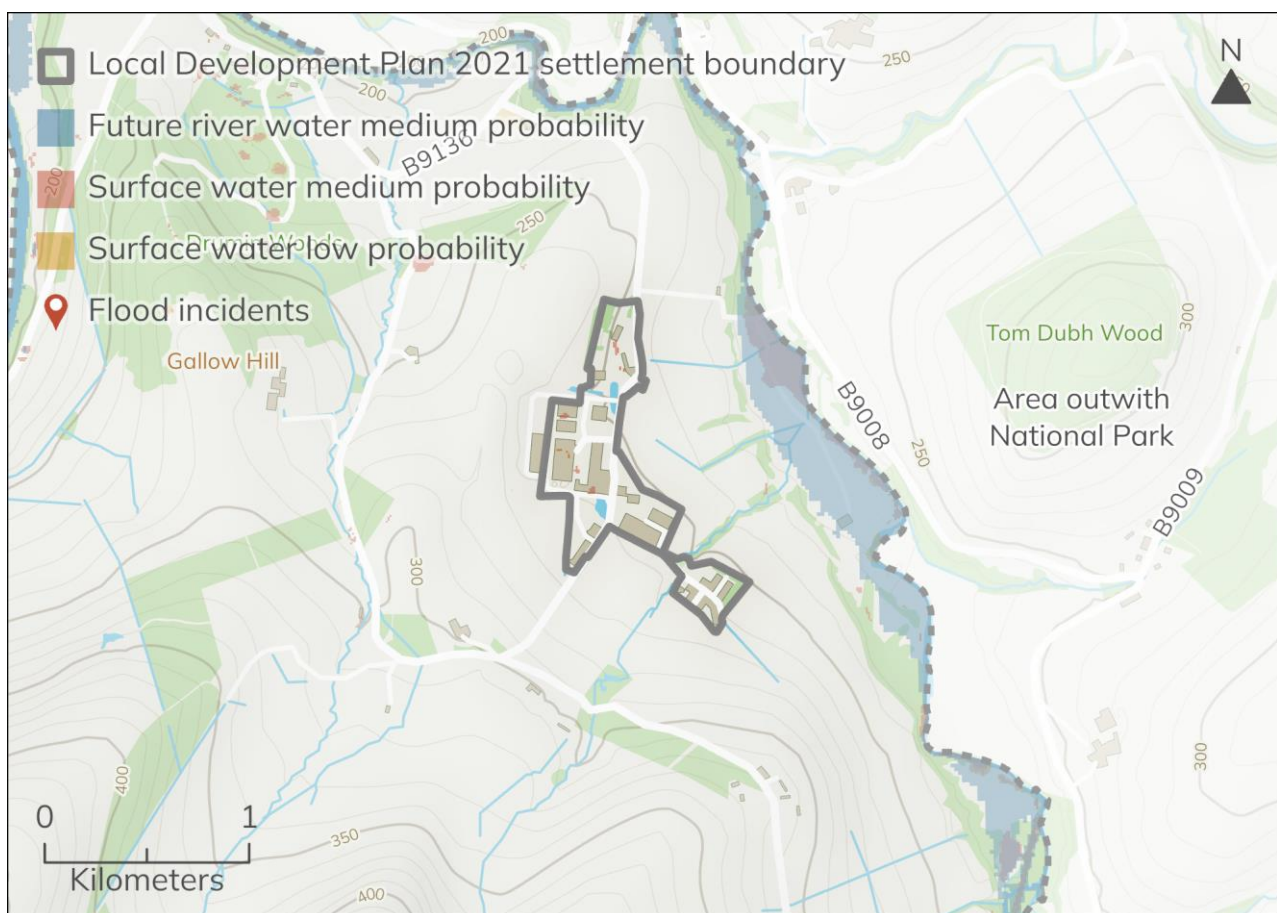 Local Development Plan 2021 settlement boundary
Future river water medium probability
Surface water medium probability
Surface water low probability
Flood incidents
N
200
250
200
B9136
200
250
Drumin Woods
Gallow Hill
Tom Dubh Wood
300
Area outwith
National Park
B9008
250
B9009
300
300
400
350
400
0 1
Kilometers